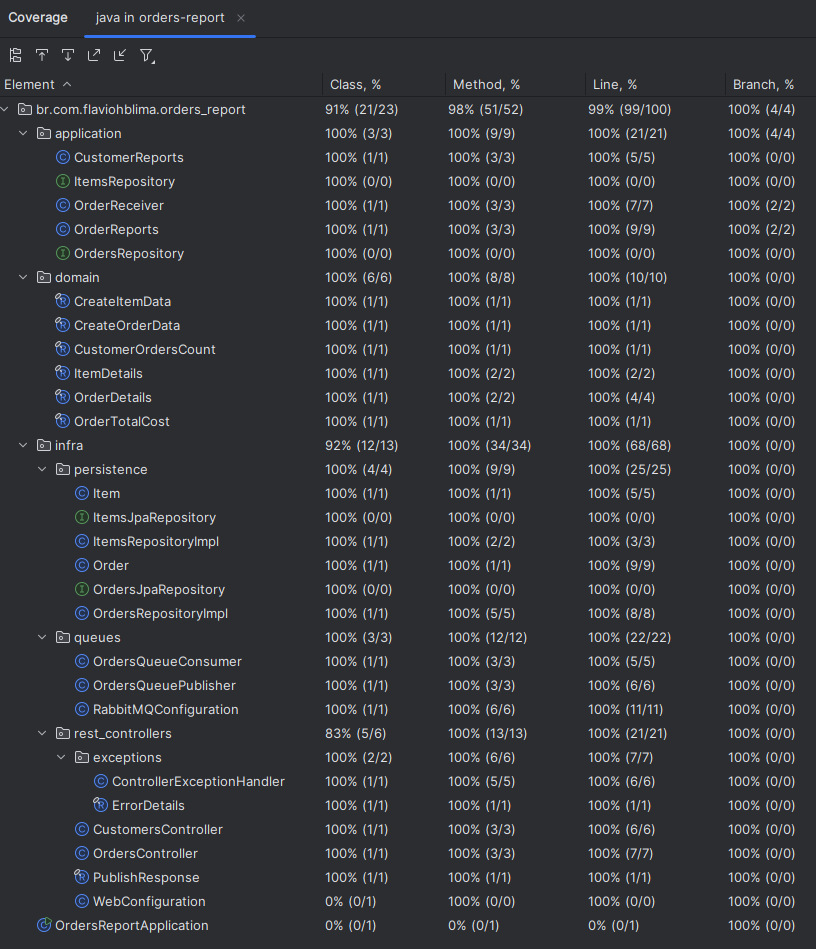 Coverage java in orders-report ×
Element Class, % Method, % Line, % Branch, %
br.com.flaviohblima.orders_report 91% (21/23) 98% (51/52) 99% (99/100) 100% (4/4)
application 100% (3/3) 100% (9/9) 100% (21/21) 100% (4/4)
CustomerReports 100% (1/1) 100% (3/3) 100% (5/5) 100% (0/0)
ItemsRepository 100% (0/0) 100% (0/0) 100% (0/0) 100% (0/0)
OrderReceiver 100% (1/1) 100% (3/3) 100% (7/7) 100% (2/2)
OrderReports 100% (1/1) 100% (3/3) 100% (9/9) 100% (2/2)
OrdersRepository 100% (0/0) 100% (0/0) 100% (0/0) 100% (0/0)
domain 100% (6/6) 100% (8/8) 100% (10/10) 100% (0/0)
CreateItemData 100% (1/1) 100% (1/1) 100% (1/1) 100% (0/0)
CreateOrderData 100% (1/1) 100% (1/1) 100% (1/1) 100% (0/0)
CustomerOrdersCount 100% (1/1) 100% (1/1) 100% (1/1) 100% (0/0)
ItemDetails 100% (1/1) 100% (2/2) 100% (2/2) 100% (0/0)
OrderDetails 100% (1/1) 100% (2/2) 100% (4/4) 100% (0/0)
OrderTotalCost 100% (1/1) 100% (1/1) 100% (1/1) 100% (0/0)
infra 92% (12/13) 100% (34/34) 100% (68/68) 100% (0/0)
persistence 100% (4/4) 100% (9/9) 100% (25/25) 100% (0/0)
Item 100% (1/1) 100% (1/1) 100% (5/5) 100% (0/0)
ItemsJpaRepository 100% (0/0) 100% (0/0) 100% (0/0) 100% (0/0)
ItemsRepositoryImpl 100% (1/1) 100% (2/2) 100% (3/3) 100% (0/0)
Order 100% (1/1) 100% (1/1) 100% (9/9) 100% (0/0)
OrdersJpaRepository 100% (0/0) 100% (0/0) 100% (0/0) 100% (0/0)
OrdersRepositoryImpl 100% (1/1) 100% (5/5) 100% (8/8) 100% (0/0)
queues 100% (3/3) 100% (12/12) 100% (22/22) 100% (0/0)
OrdersQueueConsumer 100% (1/1) 100% (3/3) 100% (5/5) 100% (0/0)
OrdersQueuePublisher 100% (1/1) 100% (3/3) 100% (6/6) 100% (0/0)
RabbitMQConfiguration 100% (1/1) 100% (6/6) 100% (11/11) 100% (0/0)
rest_controllers 83% (5/6) 100% (13/13) 100% (21/21) 100% (0/0)
exceptions 100% (2/2) 100% (6/6) 100% (7/7) 100% (0/0)
ControllerExceptionHandler 100% (1/1) 100% (5/5) 100% (6/6) 100% (0/0)
ErrorDetails 100% (1/1) 100% (1/1) 100% (1/1) 100% (0/0)
CustomersController 100% (1/1) 100% (3/3) 100% (6/6) 100% (0/0)
OrdersController 100% (1/1) 100% (3/3) 100% (7/7) 100% (0/0)
PublishResponse 100% (1/1) 100% (1/1) 100% (1/1) 100% (0/0)
WebConfiguration 0% (0/1) 100% (0/0) 100% (0/0) 100% (0/0)
OrdersReportApplication 0% (0/1) 0% (0/1) 0% (0/1) 100% (0/0)